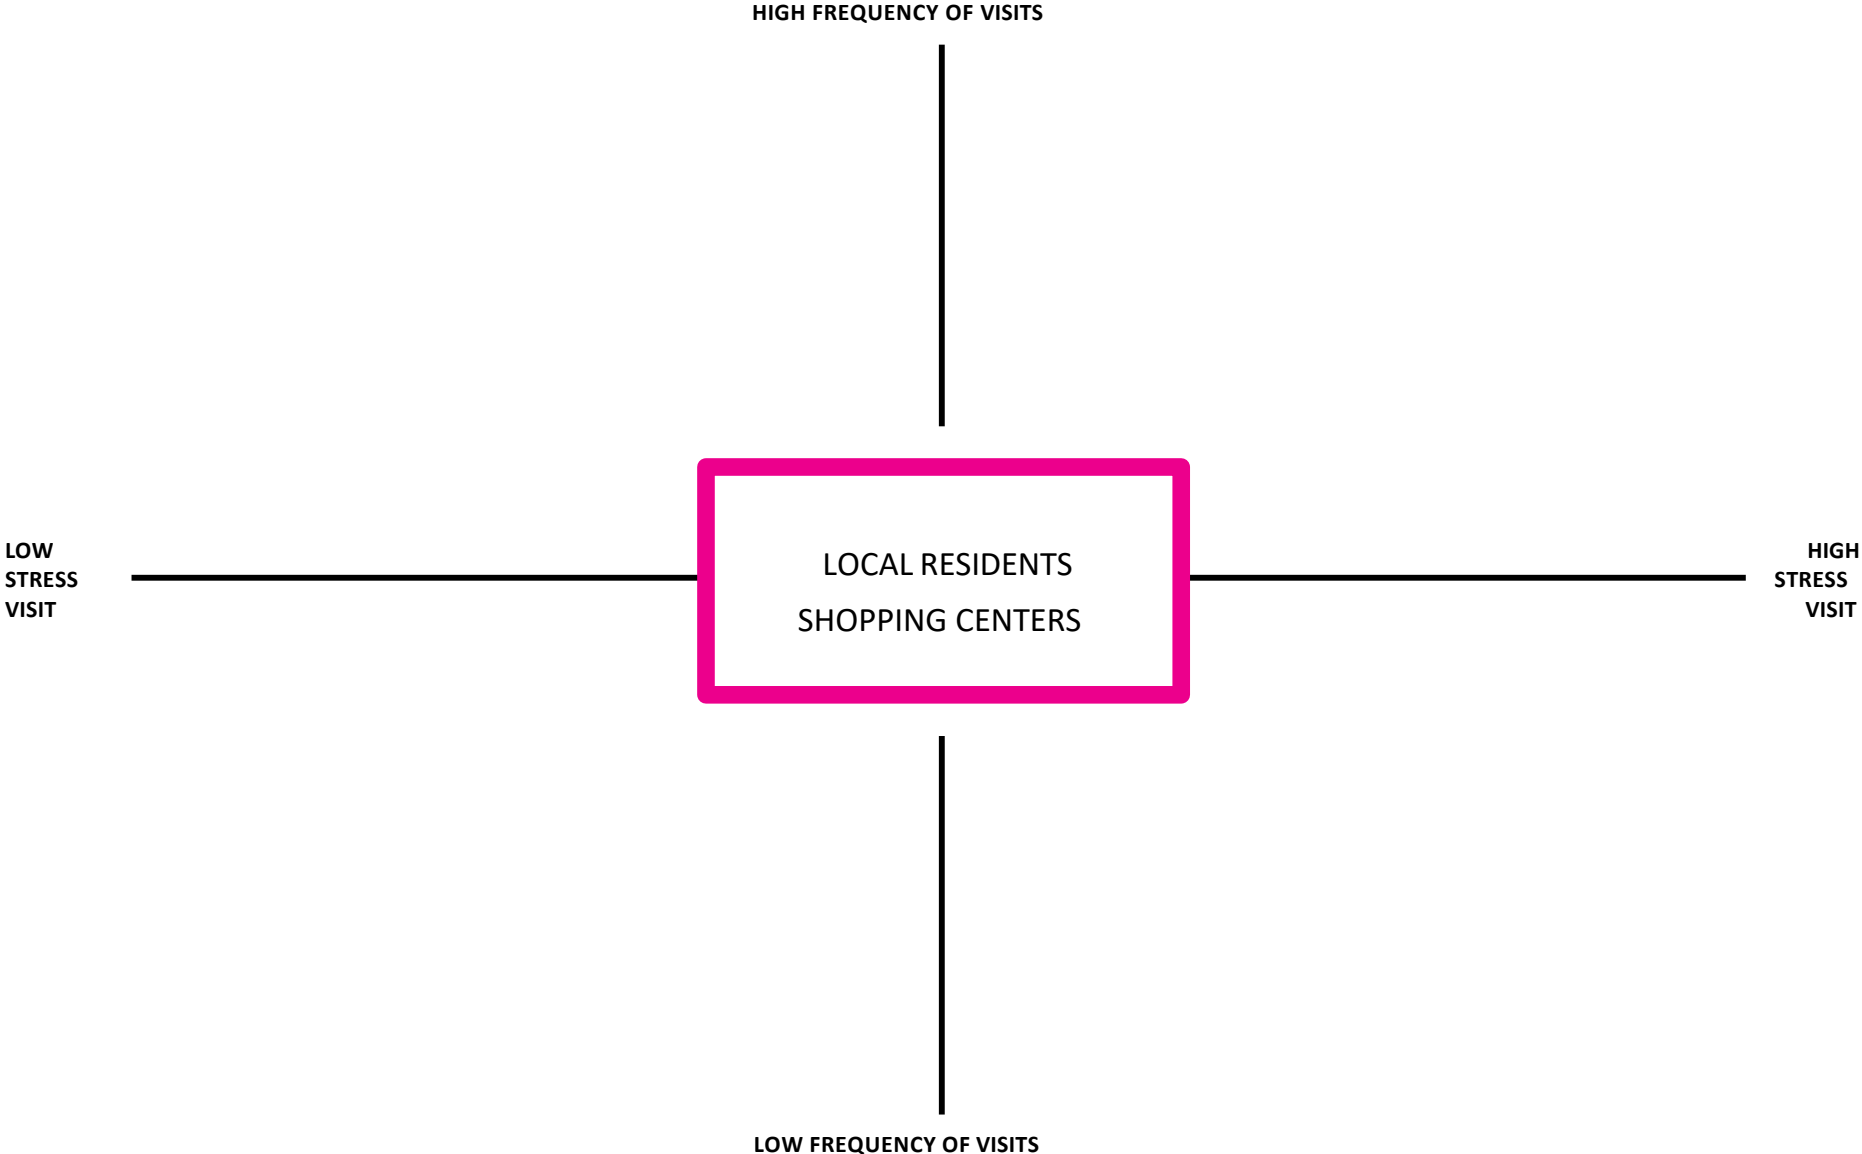 HIGH FREQUENCY OF VISITS
LOW
STRESS
VISIT
LOCAL RESIDENTS
SHOPPING CENTERS
HIGH
STRESS
VISIT
LOW FREQUENCY OF VISITS